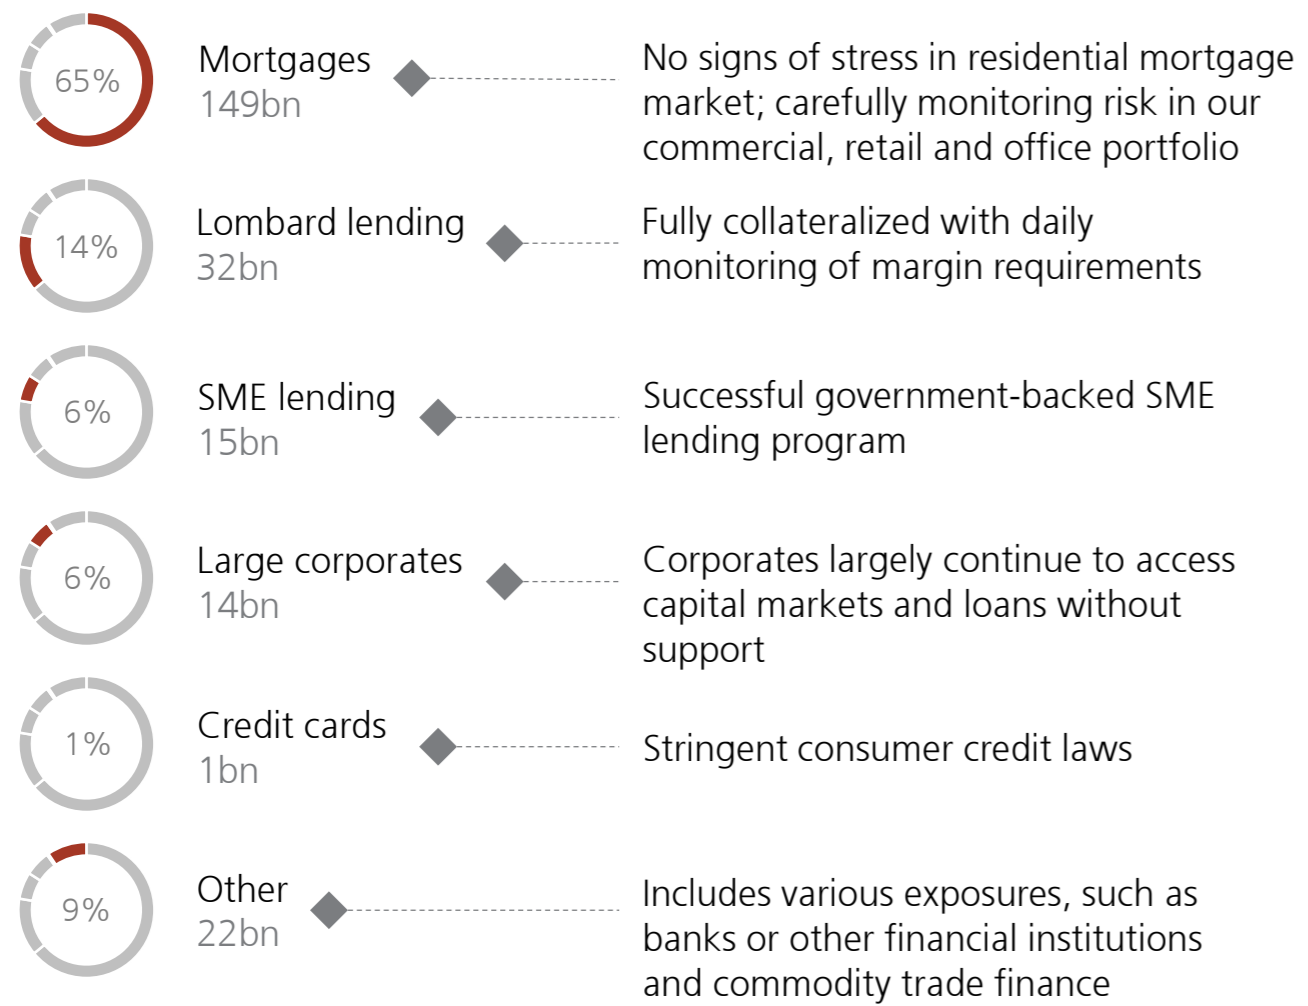 65%
Mortgages
149bn
No signs of stress in residential mortgage
market; carefully monitoring risk in our
commercial, retail and office portfolio
14%
Lombard lending
32bn
Fully collateralized with daily
monitoring of margin requirements
6%
SME lending
15bn
Successful government-backed SME
lending program
6%
Large corporates
14bn
Corporates largely continue to access
capital markets and loans without
support
1%
Credit cards
1bn
Stringent consumer credit laws
9%
Other
22bn
Includes various exposures, such as
banks or other financial institutions
and commodity trade finance